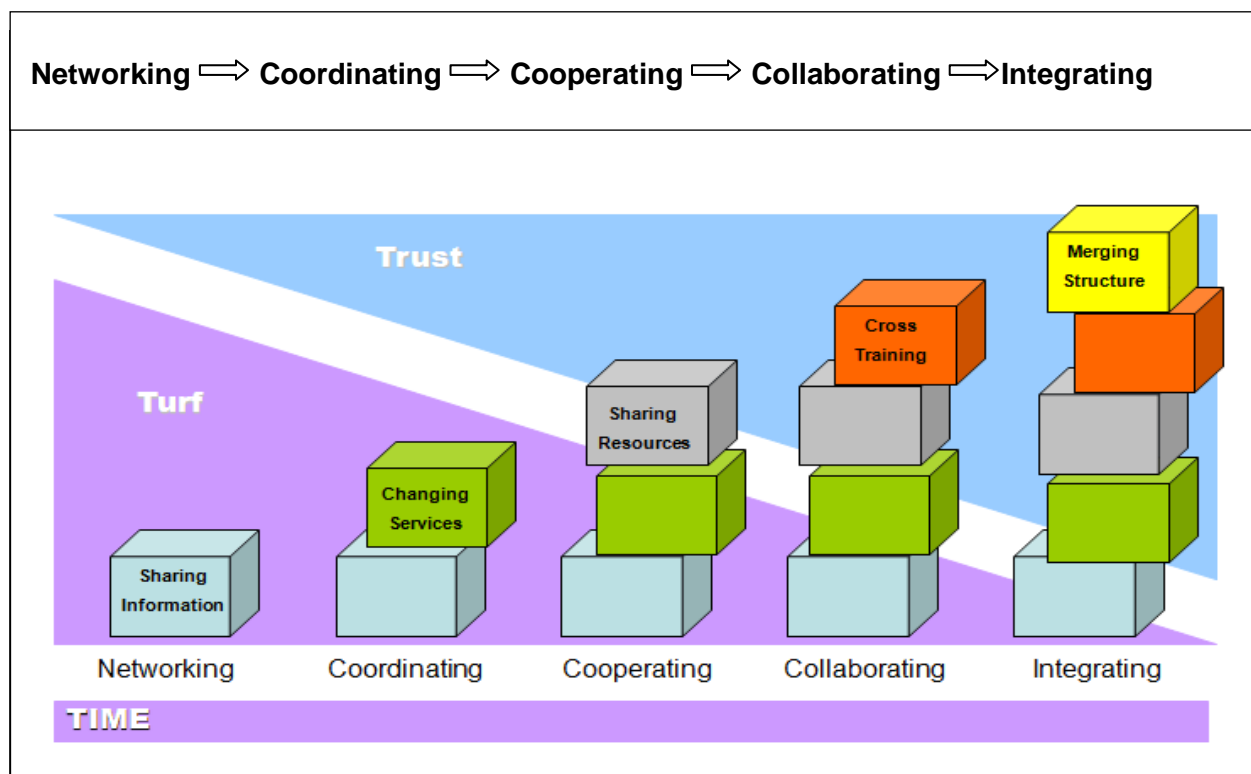 Networking ⇨ Coordinating ⇨ Cooperating ⇨ Collaborating ⇨ Integrating
Trust
Merging
Structure
Cross
Training
Turf
Sharing
Resources
Changing
Services
Sharing
Information
Networking Coordinating Cooperating Collaborating Integrating
TIME